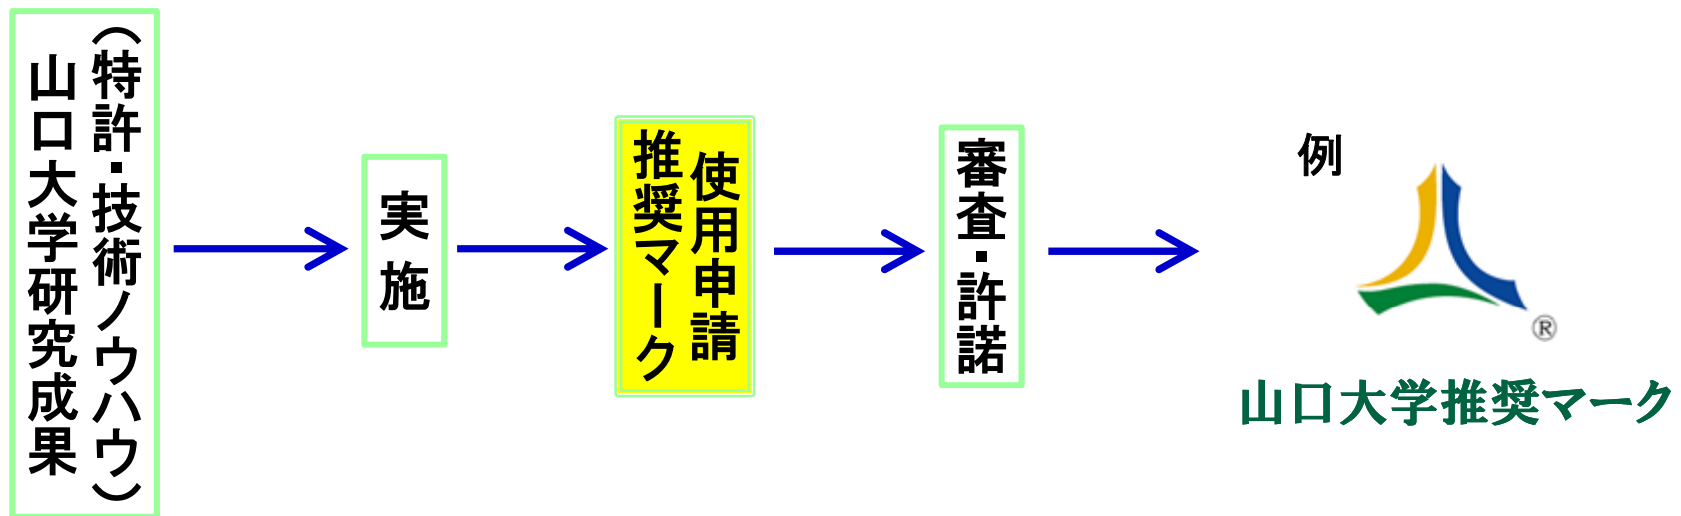 山口大学研究成果
（特許・技術ノウハウ）
実施
推奨マーク
使用申請
審査・許諾
例
®
山口大学推奨マーク